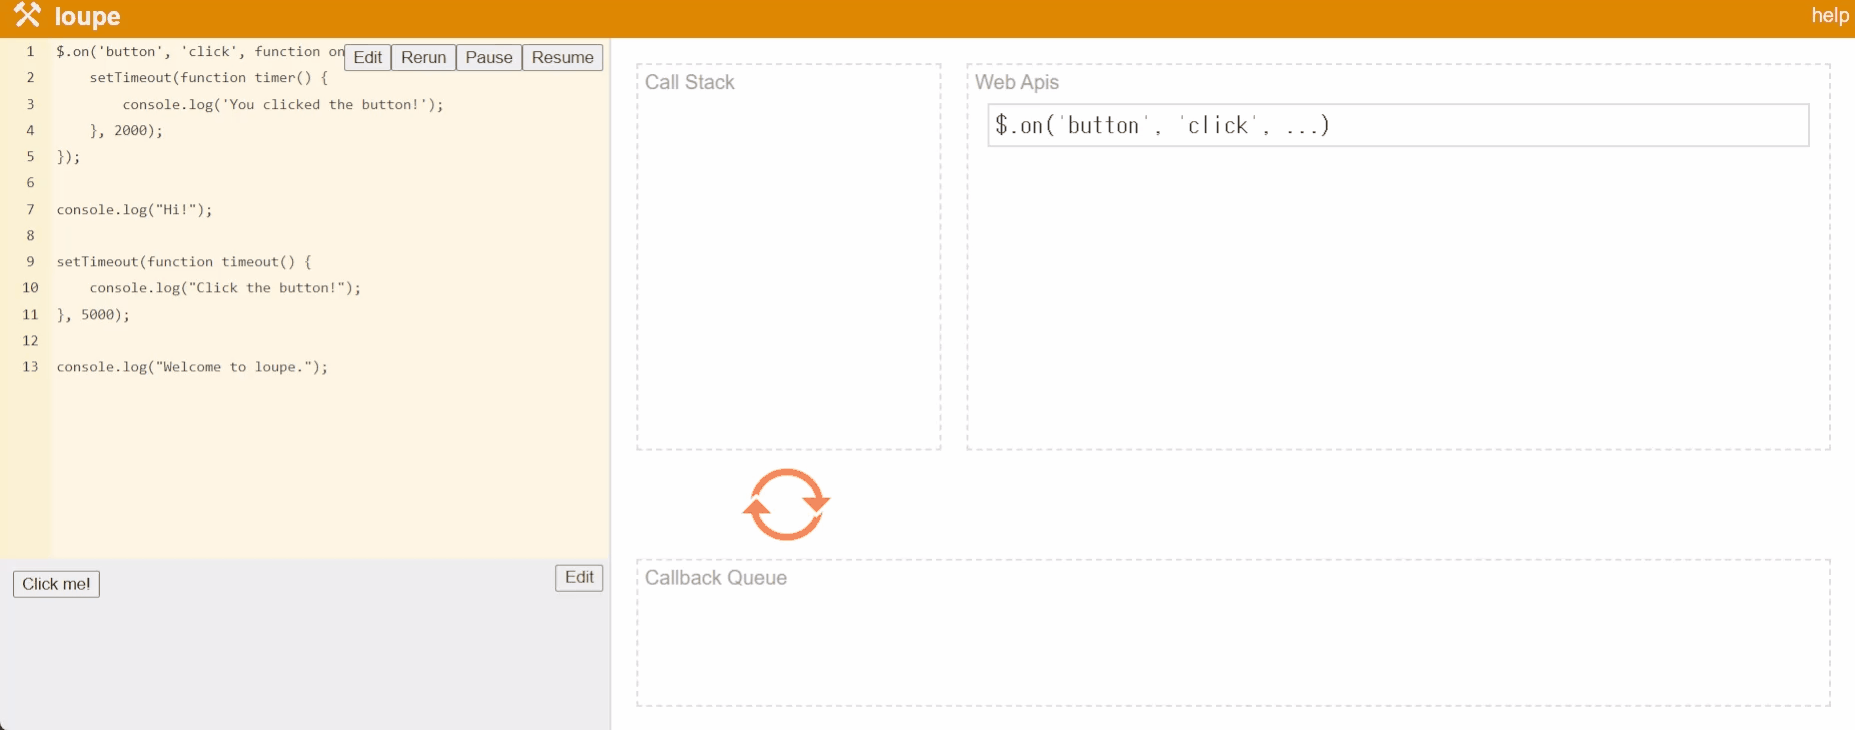 loupe
help
1 $.on('button', 'click', function on
Edit Rerun Pause Resume
2 setTimeout(function timer() {
3 console.log('You clicked the button!');
4 }, 2000);
5 });
6
7 console.log("Hi!");
8
9 setTimeout(function timeout() {
10 console.log("Click the button!");
11 }, 5000);
12
13 console.log("Welcome to loupe.");
Click me!
Edit
Call Stack
Web Apis
$.on('button', 'click', ...)
Callback Queue